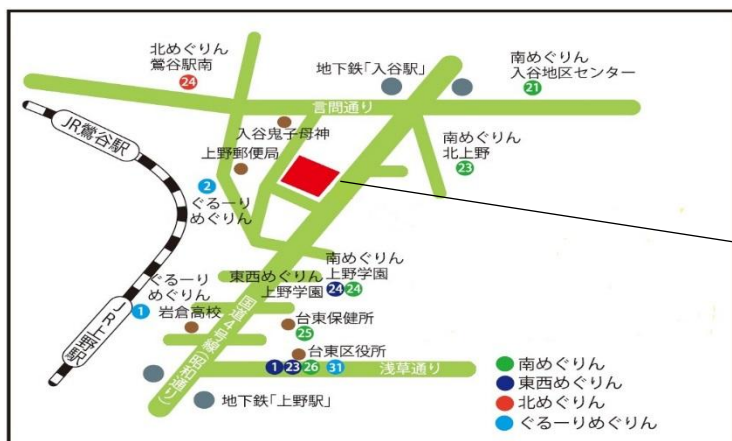 北めぐりん
鶯谷駅南
24
地下鉄「入谷駅」
南めぐりん
入谷地区センター
21
言問通り
JR鶯谷駅
入谷鬼子母神
上野郵便局
南めぐりん
北上野
23
2
ぐるーり
めぐりん
南めぐりん
上野学園
24
東西めぐりん
上野学園
24
ぐるーり
めぐりん
1
岩倉高校
JR上野駅
国道4号線(昭和通り)
台東保健所
25
台東区役所
1 23 26 31
浅草通り
地下鉄「上野駅」
南めぐりん
東西めぐりん
北めぐりん
ぐるーりめぐりん